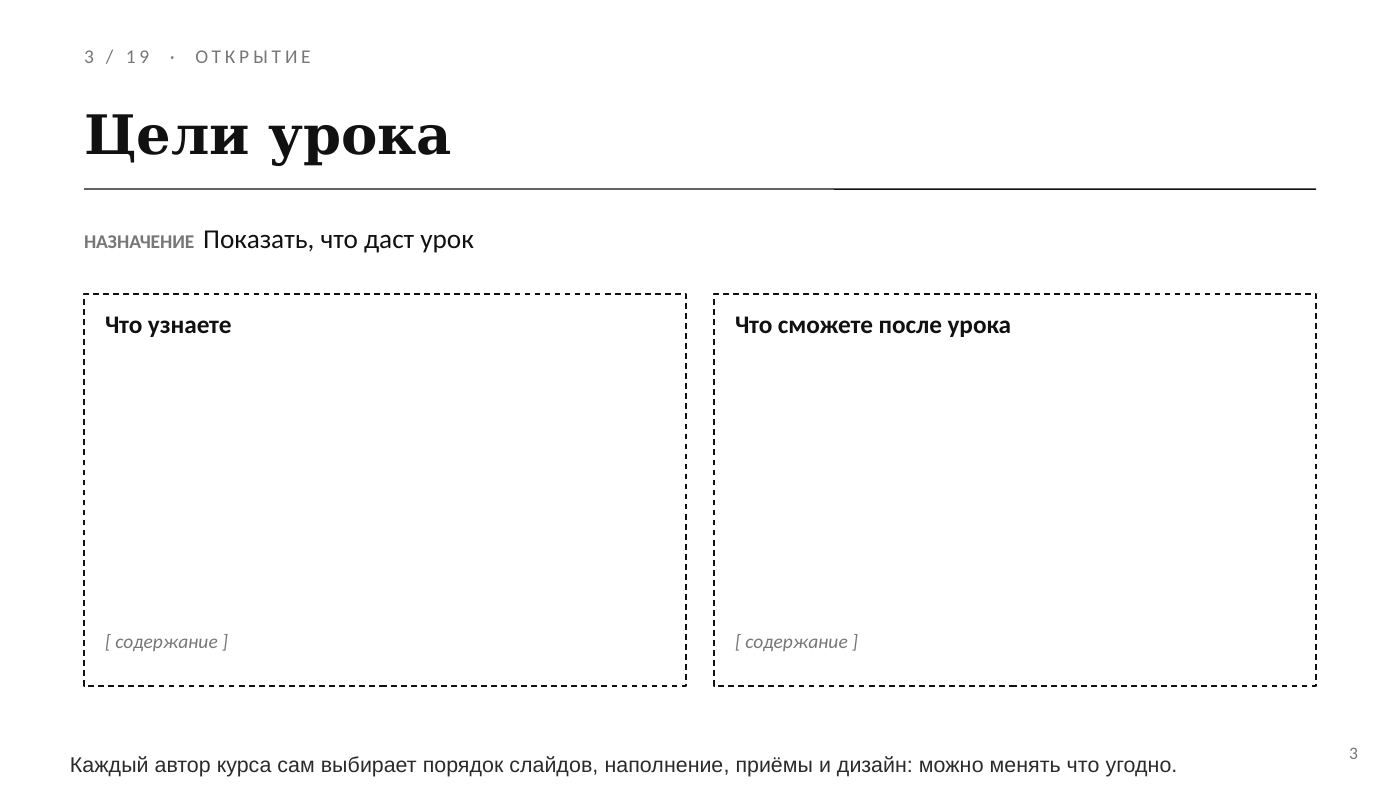 3 / 19 · ОТКРЫТИЕ
Цели урока
НАЗНАЧЕНИЕ Показать, что даст урок
Что узнаете
[ содержание ]
Что сможете после урока
[ содержание ]
Каждый автор курса сам выбирает порядок слайдов, наполнение, приёмы и дизайн: можно менять что угодно.
3